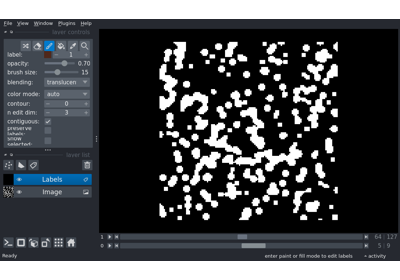 File View Window Plugins Help
layer controls
label: 1
opacity: 0.70
brush size: 15
blending: translucen
color mode: auto
contour: 0
n edit dim: 3
contiguous:
preserve
labels:
show
selected:
layer list
Labels
Image
1 64 127
0 5 9
Ready enter paint or fill mode to edit labels activity